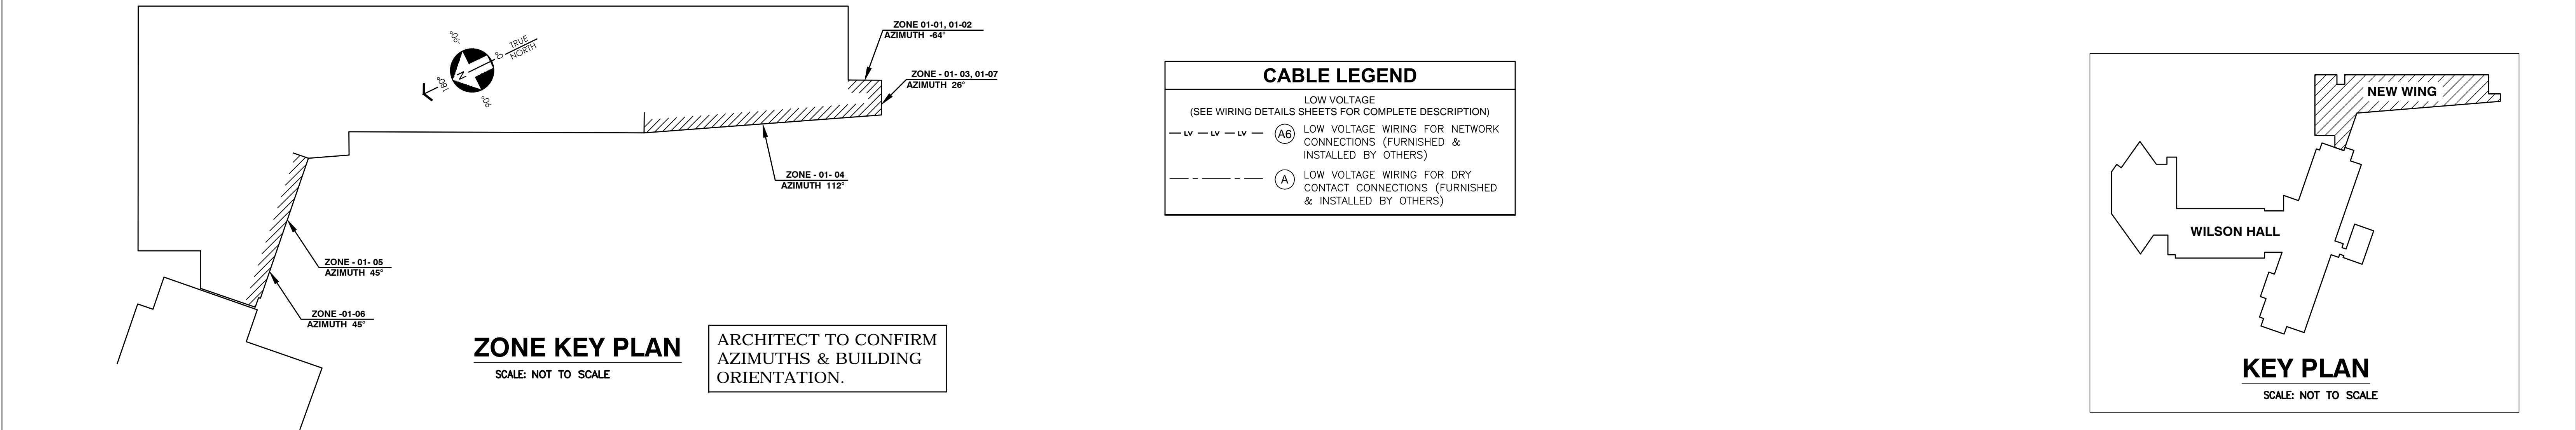 ZONE 01-01, 01-02
AZIMUTH -64°
ZONE - 01- 03, 01-07
AZIMUTH 26°
-90°
0
TRUE
NORTH
N
180°
90°
ZONE - 01- 04
AZIMUTH 112°
ZONE - 01- 05
AZIMUTH 45°
ZONE -01-06
AZIMUTH 45°
ZONE KEY PLAN
SCALE: NOT TO SCALE
ARCHITECT TO CONFIRM
AZIMUTHS & BUILDING
ORIENTATION.
CABLE LEGEND
LOW VOLTAGE
(SEE WIRING DETAILS SHEETS FOR COMPLETE DESCRIPTION)
LV LV LV A6 LOW VOLTAGE WIRING FOR NETWORK
CONNECTIONS (FURNISHED &
INSTALLED BY OTHERS)
A LOW VOLTAGE WIRING FOR DRY
CONTACT CONNECTIONS (FURNISHED
& INSTALLED BY OTHERS)
NEW WING
WILSON HALL
KEY PLAN
SCALE: NOT TO SCALE